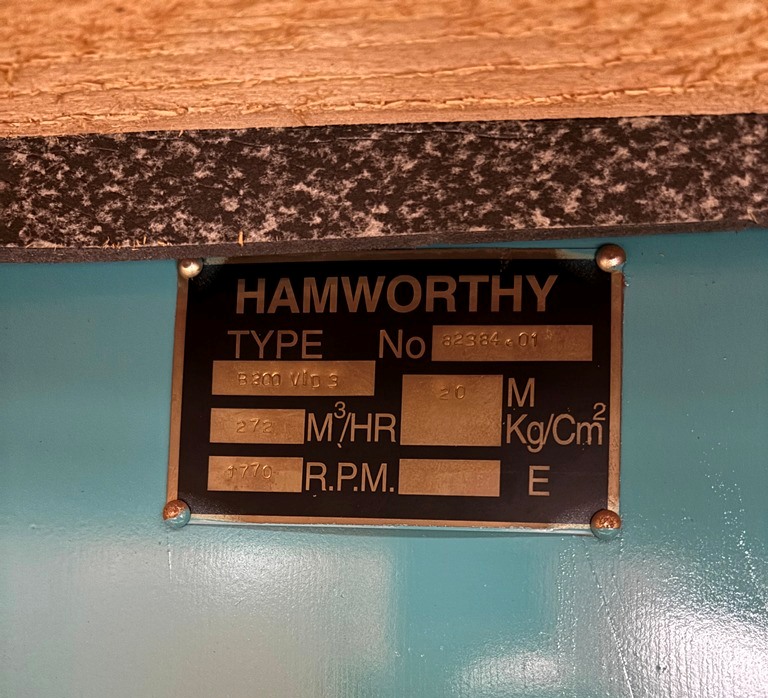 HAMWORTHY
TYPE No 82384.01
272 M³/HR
20 M
Kg/Cm²
1770 R.P.M. E